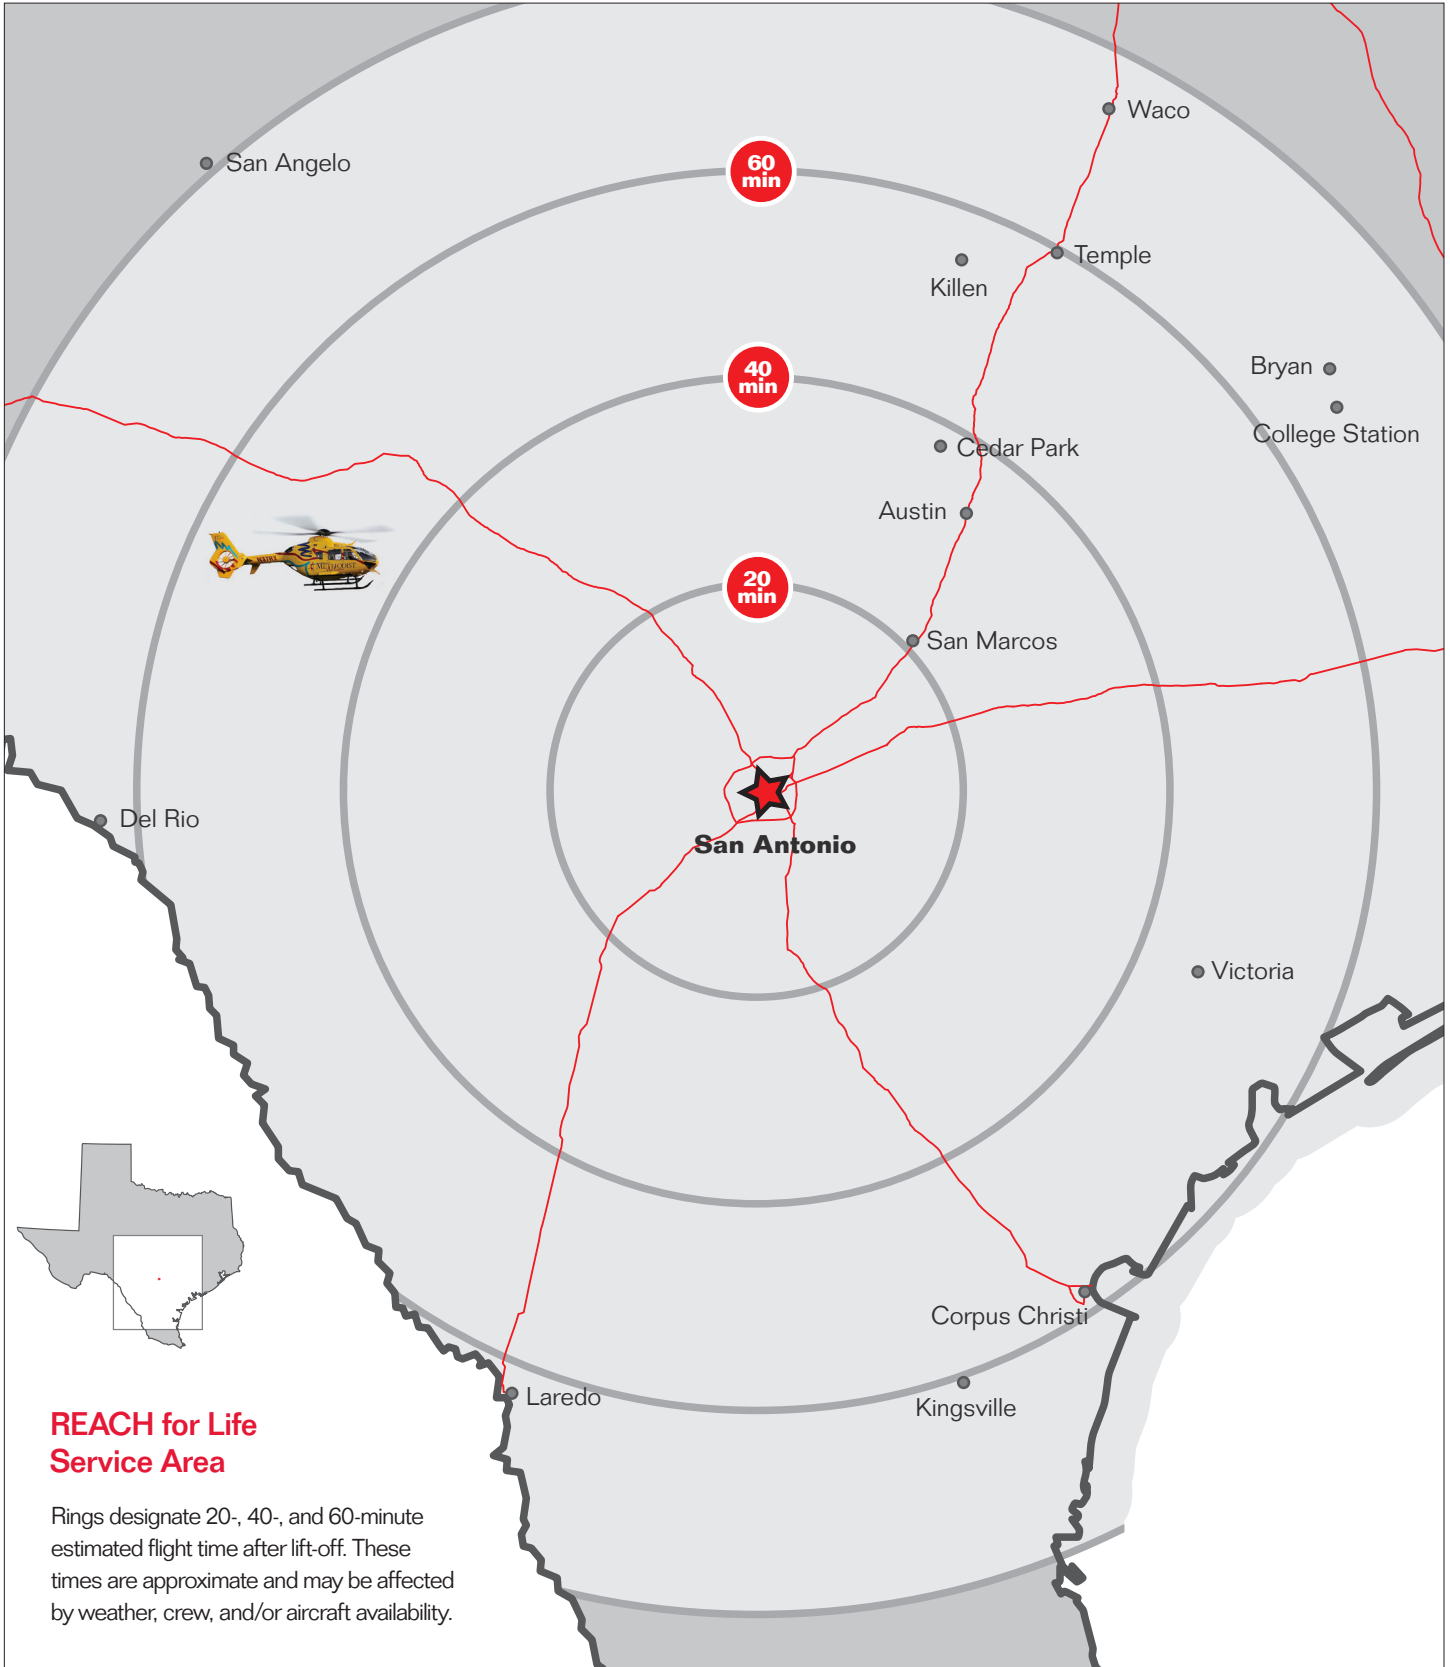 Waco
San Angelo
60
min
Temple
Killen
Bryan
40
min
College Station
Cedar Park
Austin
20
min
METHODIST
San Marcos
Del Rio
San Antonio
Victoria
Corpus Christi
Laredo
Kingsville
REACH for Life
Service Area
Rings designate 20-, 40-, and 60-minute
estimated flight time after lift-off. These
times are approximate and may be affected
by weather, crew, and/or aircraft availability.